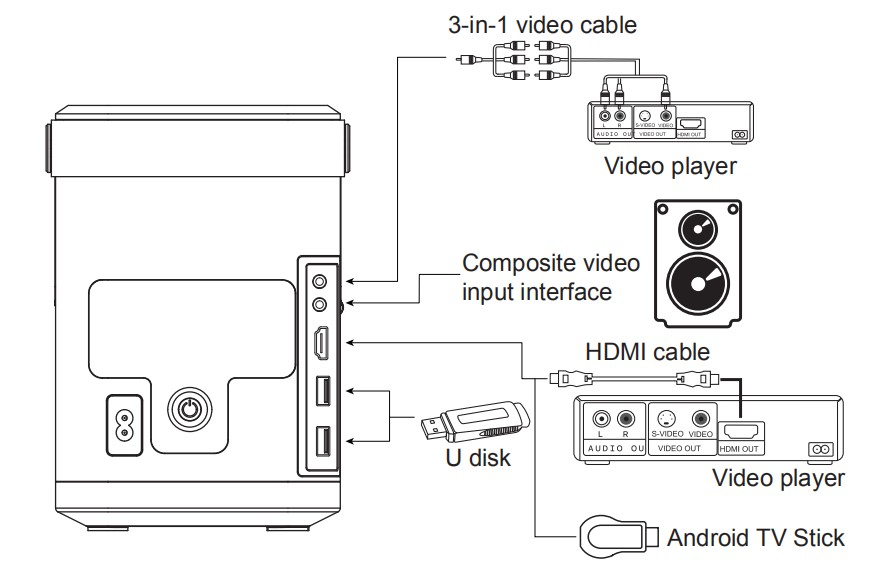 3-in-1 video cable
L R S-VIDEO VIDEO
AUDIO OU VIDEO OUT HDMI OUT
Video player
Composite video
input interface
HDMI cable
L R S-VIDEO VIDEO
AUDIO OU VIDEO OUT HDMI OUT
U disk
Video player
Android TV Stick